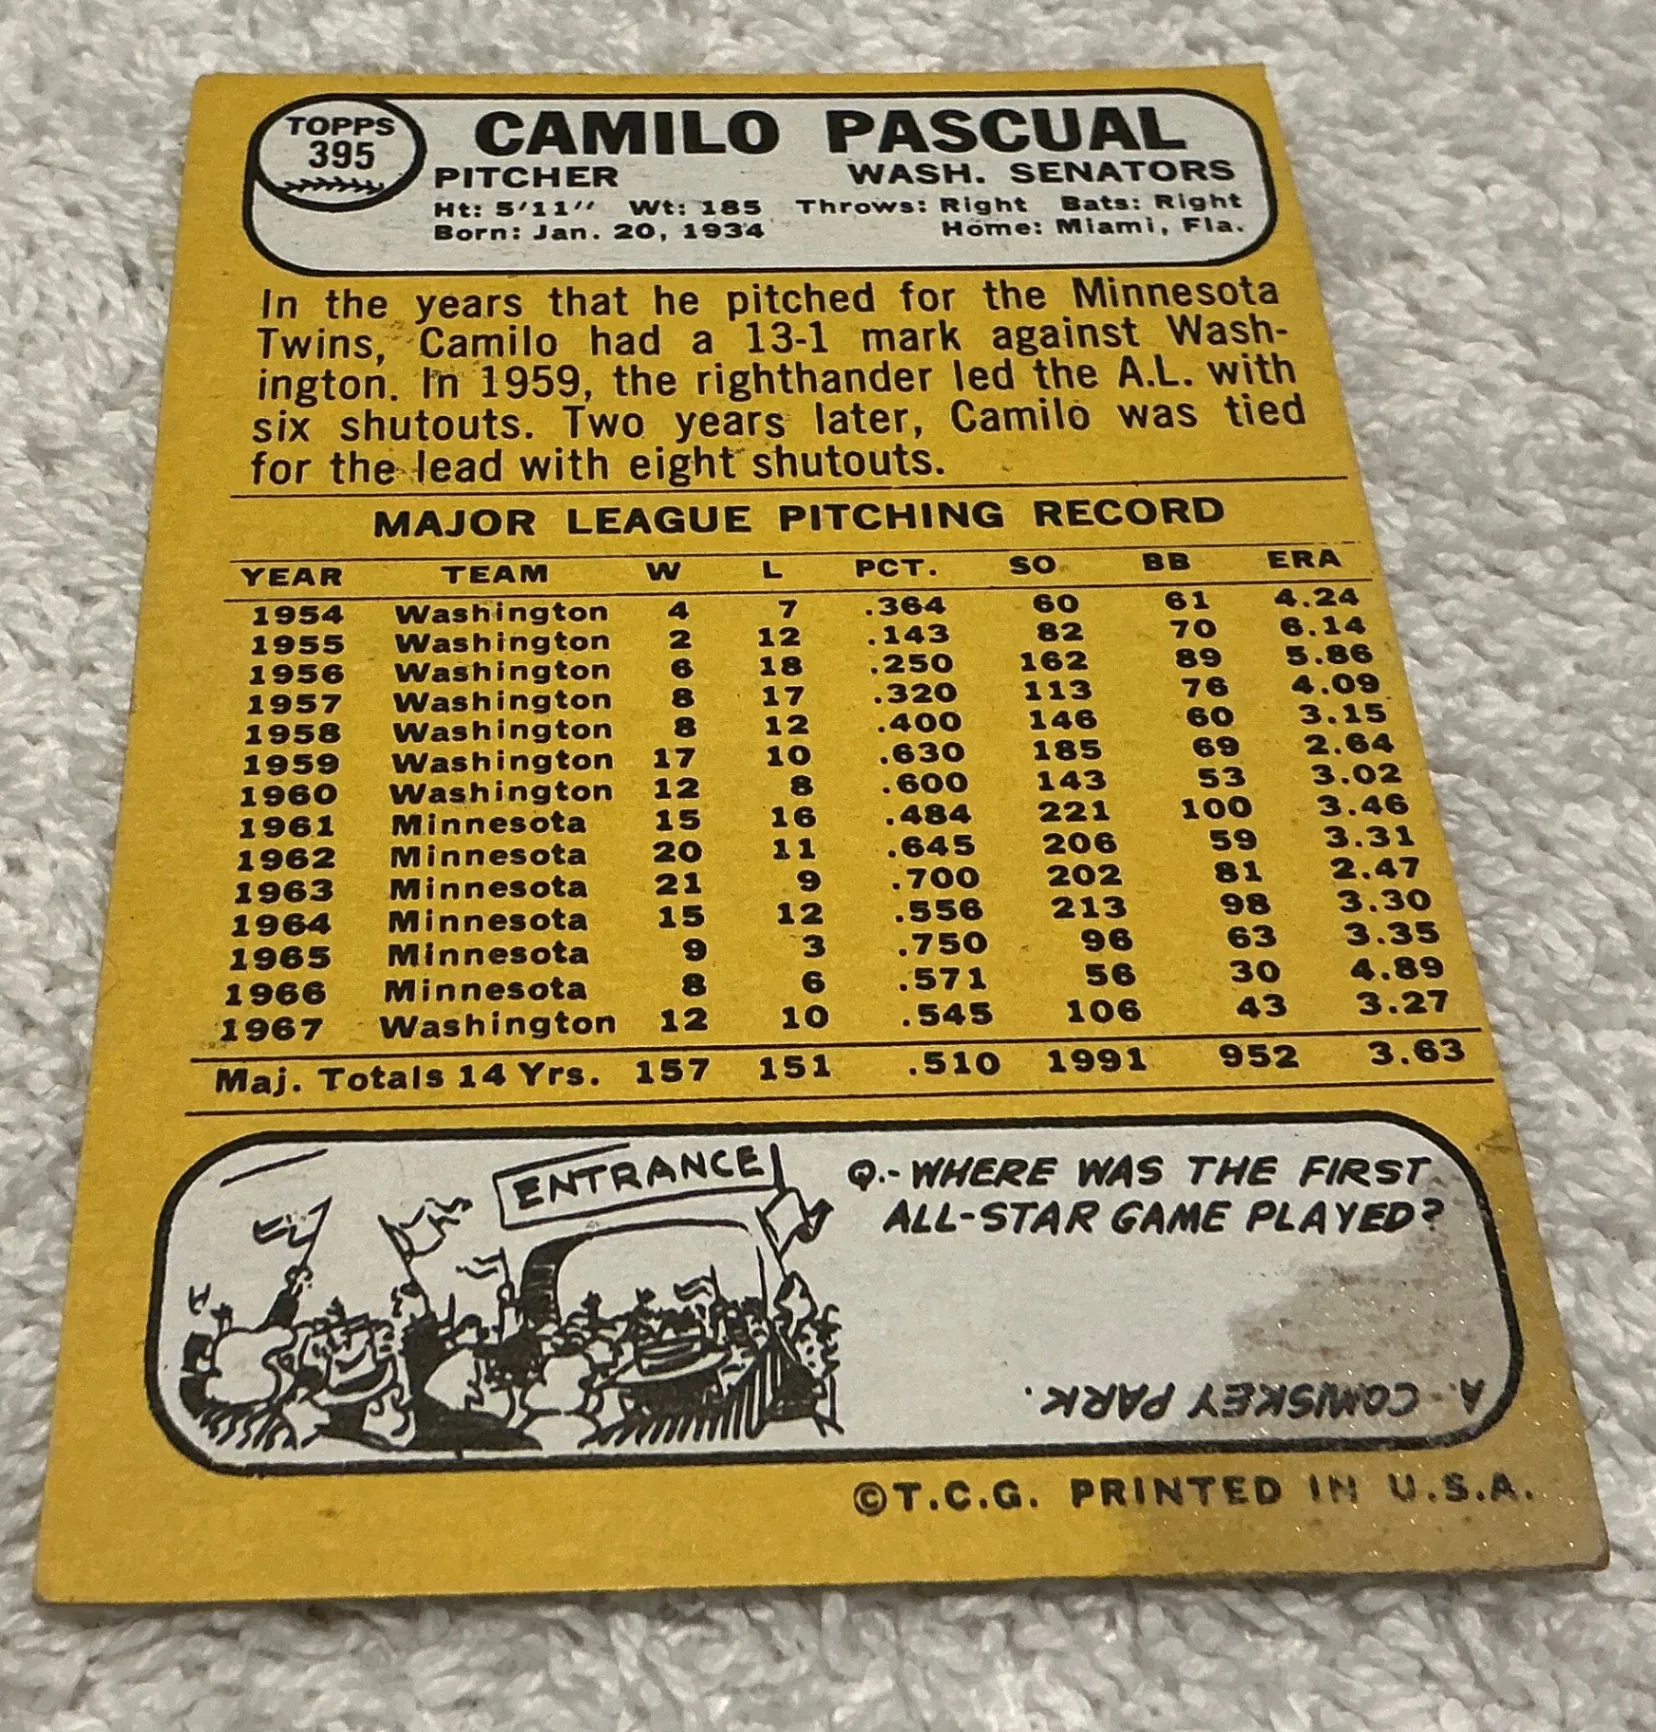 TOPPS
395
CAMILO PASCUAL
PITCHER WASH. SENATORS
Ht: 5'11" Wt: 185 Throws: Right Bats: Right
Born: Jan. 20, 1934 Home: Miami, Fla.
In the years that he pitched for the Minnesota
Twins, Camilo had a 13-1 mark against Wash-
ington. In 1959, the righthander led the A.L. with
six shutouts. Two years later, Camilo was tied
for the lead with eight shutouts.
MAJOR LEAGUE PITCHING RECORD
YEAR TEAM W L PCT. SO BB ERA
1954 Washington 4 7 .364 60 61 4.24
1955 Washington 2 12 .143 82 70 6.14
1956 Washington 6 18 .250 162 89 5.86
1957 Washington 8 17 .320 113 76 4.09
1958 Washington 8 12 .400 146 60 3.15
1959 Washington 17 10 .630 185 69 2.64
1960 Washington 12 8 .600 143 53 3.02
1961 Minnesota 15 16 .484 221 100 3.46
1962 Minnesota 20 11 .645 206 59 3.31
1963 Minnesota 21 9 .700 202 81 2.47
1964 Minnesota 15 12 .556 213 98 3.30
1965 Minnesota 9 3 .750 96 63 3.35
1966 Minnesota 8 6 .571 56 30 4.89
1967 Washington 12 10 .545 106 43 3.27
Maj. Totals 14 Yrs. 157 151 .510 1991 952 3.63
ENTRANCE
Q.- WHERE WAS THE FIRST
ALL-STAR GAME PLAYED?
A.- COMISKEY PARK.
©T.C.G. PRINTED IN U.S.A.